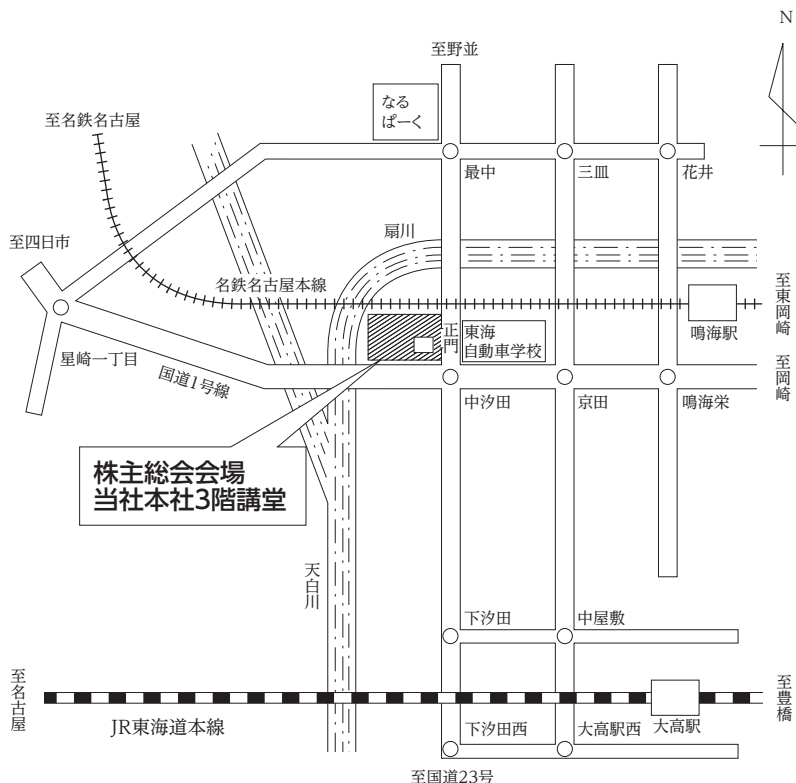 N
至野並
なる
ぱーく
至名鉄名古屋
最中
三皿
花井
扇川
至四日市
名鉄名古屋本線
至東岡崎
鳴海駅
正門
東海
自動車学校
星崎一丁目
国道1号線
至岡崎
中汐田
京田
鳴海栄
株主総会会場
当社本社3階講堂
天白川
下汐田
中屋敷
至名古屋
至豊橋
JR東海道本線
下汐田西
大高駅西
大高駅
至国道23号